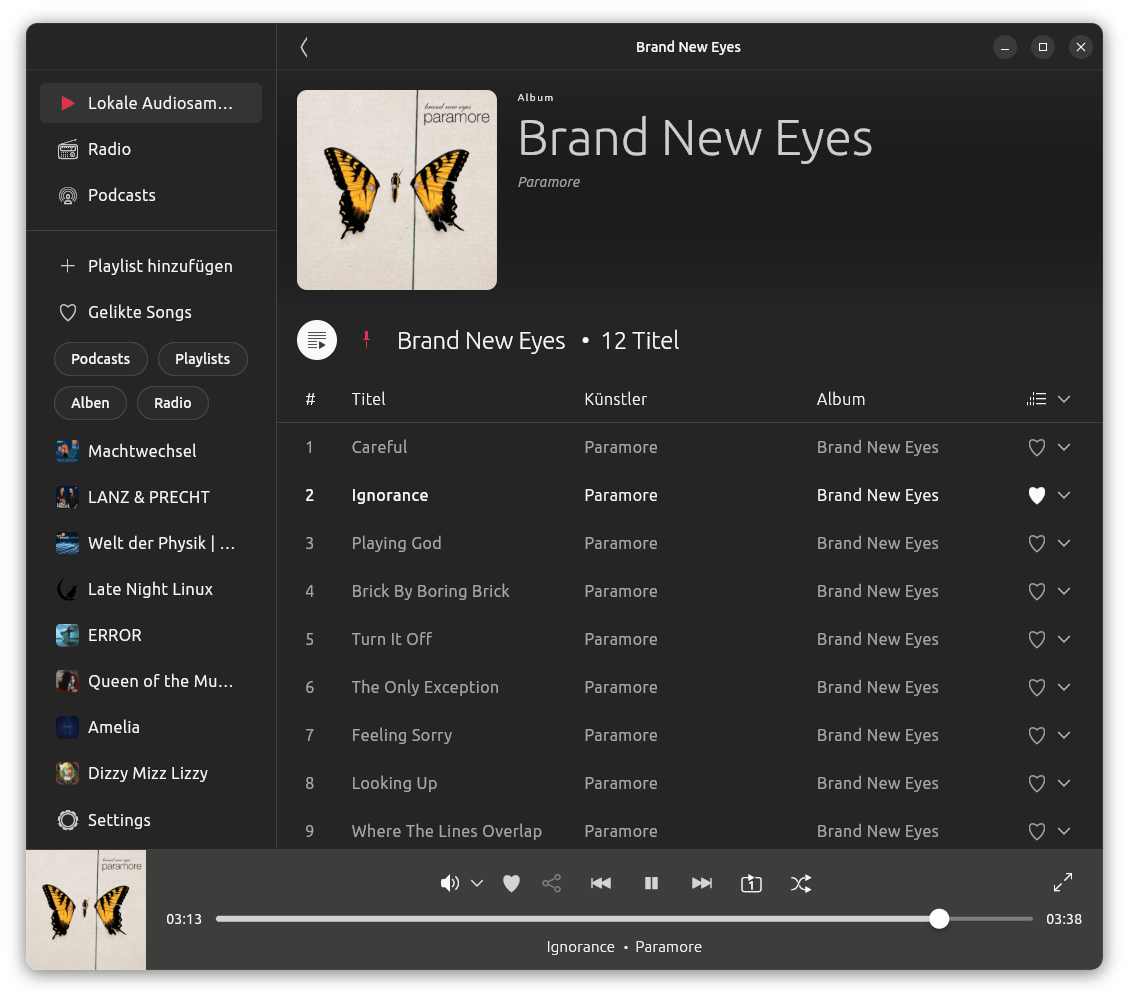 Brand New Eyes
Lokale Audiosam...
Radio
Podcasts
Playlist hinzufügen
Gelikte Songs
Podcasts
Playlists
Alben
Radio
Machtwechsel
LANZ & PRECHT
Welt der Physik | ...
Late Night Linux
ERROR
Queen of the Mu...
Amelia
Dizzy Mizz Lizzy
Settings
brand new eyes
paramore
Album
Brand New Eyes
Paramore
Brand New Eyes • 12 Titel
# Titel Künstler Album
1 Careful Paramore Brand New Eyes
2 Ignorance Paramore Brand New Eyes
3 Playing God Paramore Brand New Eyes
4 Brick By Boring Brick Paramore Brand New Eyes
5 Turn It Off Paramore Brand New Eyes
6 The Only Exception Paramore Brand New Eyes
7 Feeling Sorry Paramore Brand New Eyes
8 Looking Up Paramore Brand New Eyes
9 Where The Lines Overlap Paramore Brand New Eyes
brand new eyes
paramore
1
03:13
03:38
Ignorance • Paramore